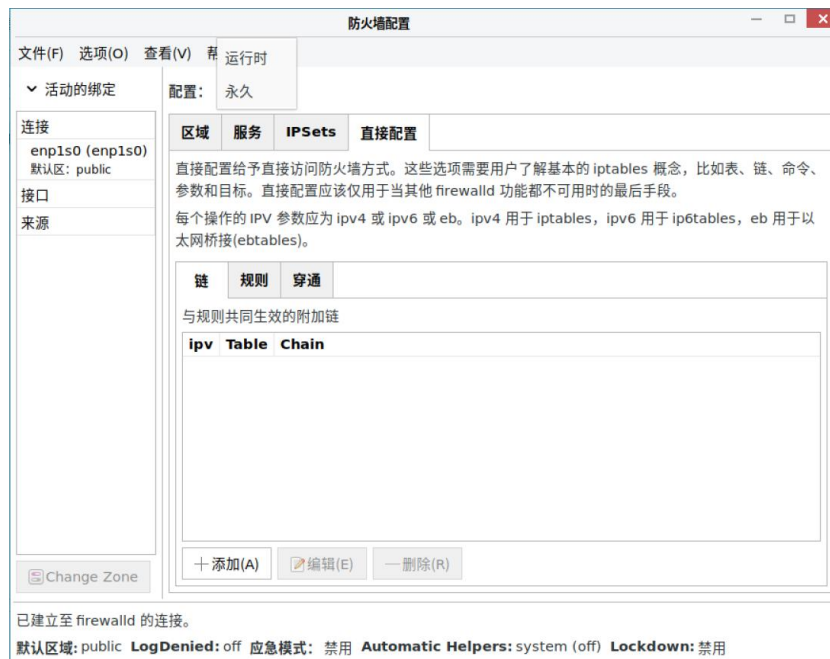 防火墙配置
文件(F) 选项(O) 查看(V) 帮
运行时
永久
活动的绑定
配置:
连接
enp1s0 (enp1s0)
默认区: public
接口
来源
Change Zone
区域 服务 IPSets 直接配置
直接配置给予直接访问防火墙方式。这些选项需要用户了解基本的 iptables 概念，比如表、链、命令、
参数和目标。直接配置应该仅用于当其他 firewalld 功能都不可用时的最后手段。
每个操作的 IPV 参数应为 ipv4 或 ipv6 或 eb。ipv4 用于 iptables，ipv6 用于 ip6tables，eb 用于以
太网桥接(ebtables)。
链 规则 穿通
与规则共同生效的附加链
ipv Table Chain
添加(A) 编辑(E) 删除(R)
已建立至 firewalld 的连接。
默认区域: public LogDenied: off 应急模式: 禁用 Automatic Helpers: system (off) Lockdown: 禁用